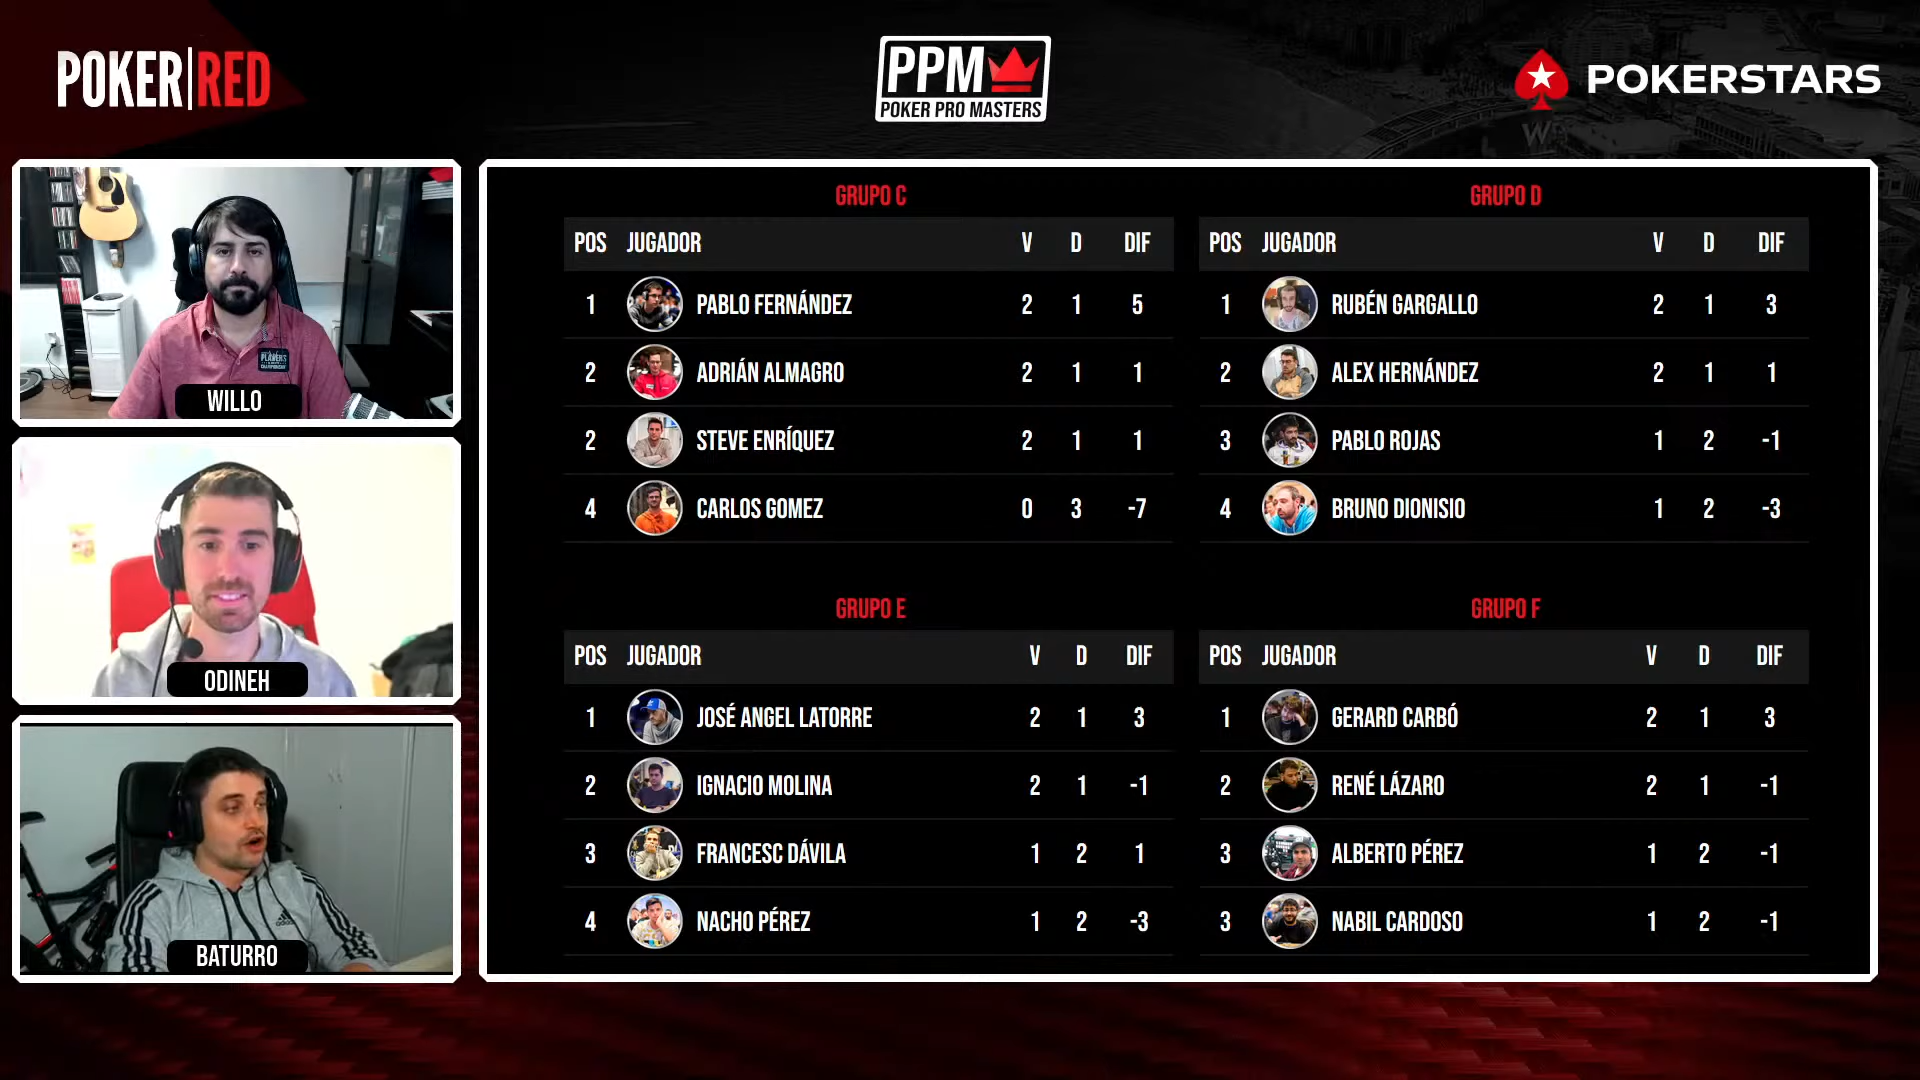 POKER|RED
PPM
POKER PRO MASTERS
POKERSTARS
WILLO
ODINEH
BATURRO
GRUPO C
POS JUGADOR V D DIF
1 PABLO FERNÁNDEZ 2 1 5
2 ADRIÁN ALMAGRO 2 1 1
2 STEVE ENRÍQUEZ 2 1 1
4 CARLOS GOMEZ 0 3 -7
GRUPO D
POS JUGADOR V D DIF
1 RUBÉN GARGALLO 2 1 3
2 ALEX HERNÁNDEZ 2 1 1
3 PABLO ROJAS 1 2 -1
4 BRUNO DIONISIO 1 2 -3
GRUPO E
POS JUGADOR V D DIF
1 JOSÉ ANGEL LATORRE 2 1 3
2 IGNACIO MOLINA 2 1 -1
3 FRANCESC DÁVILA 1 2 1
4 NACHO PÉREZ 1 2 -3
GRUPO F
POS JUGADOR V D DIF
1 GERARD CARBÓ 2 1 3
2 RENÉ LÁZARO 2 1 -1
3 ALBERTO PÉREZ 1 2 -1
3 NABIL CARDOSO 1 2 -1